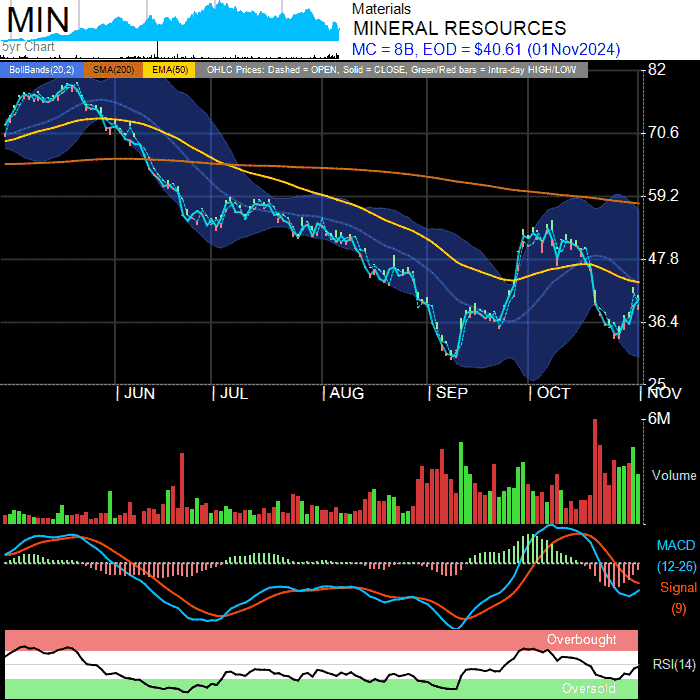 MIN
5yr Chart
Materials
MINERAL RESOURCES
MC = 8B, EOD = $40.61 (01Nov2024)
BollBands(20,2) SMA(200) EMA(50) OHLC Prices: Dashed = OPEN, Solid = CLOSE, Green/Red bars = Intra-day HIGH/LOW
82
70.6
59.2
47.8
36.4
25
| JUN | JUL | AUG | SEP | OCT | NOV
6M
Volume
MACD
(12-26)
Signal
(9)
Overbought
RSI(14)
Oversold